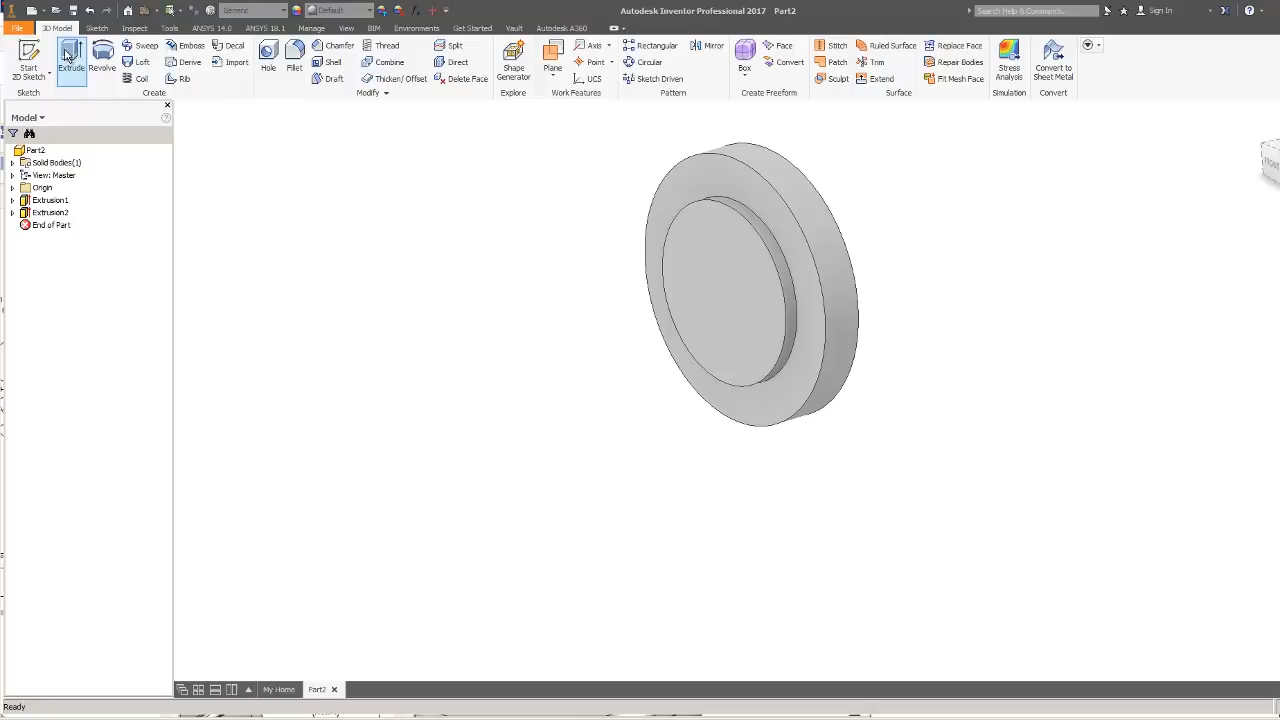 Generic
Default
Autodesk Inventor Professional 2017 Part2
Search Help & Commands...
Sign In
File 3D Model Sketch Inspect Tools ANSYS 14.0 ANSYS 18.1 Manage View BIM Environments Get Started Vault Autodesk A360
Start
2D Sketch
Extrude
Revolve
Sweep
Loft
Coil
Emboss
Derive
Rib
Decal
Import
Hole
Fillet
Chamfer
Shell
Draft
Thread
Combine
Thicken/ Offset
Split
Direct
Delete Face
Shape
Generator
Plane
Axis
Point
UCS
Rectangular
Circular
Sketch Driven
Mirror
Box
Face
Convert
Stitch
Patch
Sculpt
Ruled Surface
Trim
Extend
Replace Face
Repair Bodies
Fit Mesh Face
Stress
Analysis
Convert to
Sheet Metal
Sketch Create Modify Explore Work Features Pattern Create Freeform Surface Simulation Convert
Model
Part2
Solid Bodies(1)
View: Master
Origin
Extrusion1
Extrusion2
End of Part
My Home Part2
Ready